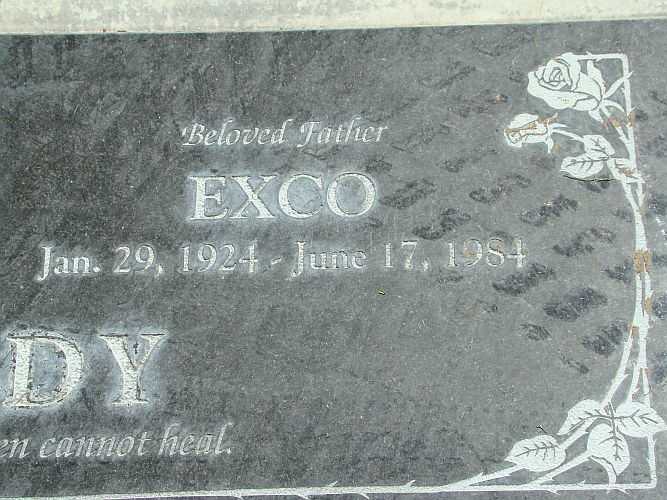 Beloved Father
EXCO
Jan. 29, 1924 - June 17, 1984
DY
en cannot heal.